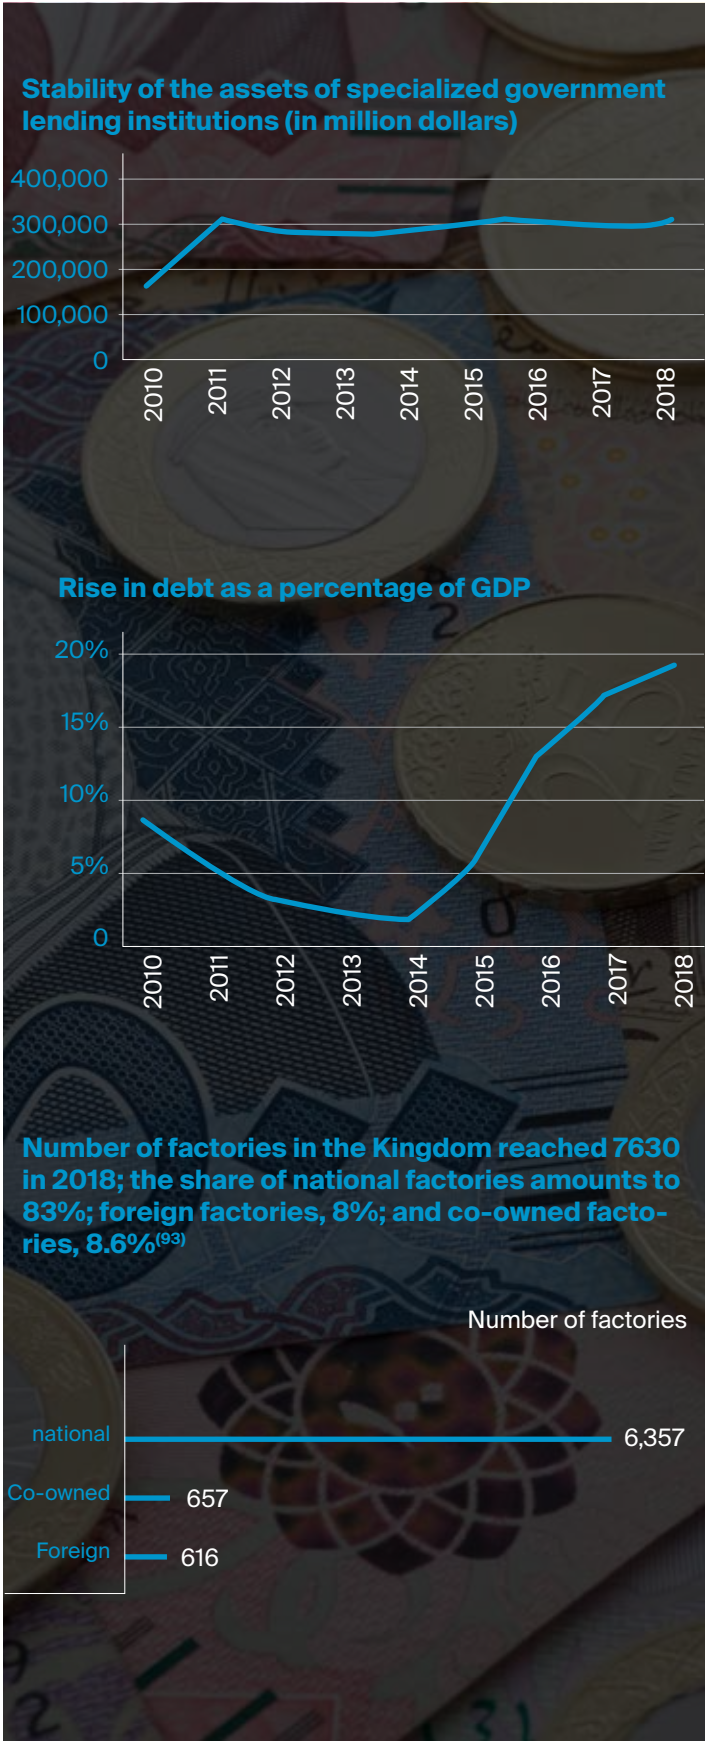 Stability of the assets of specialized government
lending institutions (in million dollars)
400,000
300,000
200,000
100,000
0
2010 2011 2012 2013 2014 2015 2016 2017 2018
Rise in debt as a percentage of GDP
20%
15%
10%
5%
0
2010 2011 2012 2013 2014 2015 2016 2017 2018
Number of factories in the Kingdom reached 7630
in 2018; the share of national factories amounts to
83%; foreign factories, 8%; and co-owned facto-
ries, 8.6%(93)
Number of factories
national 6,357
Co-owned 657
Foreign 616